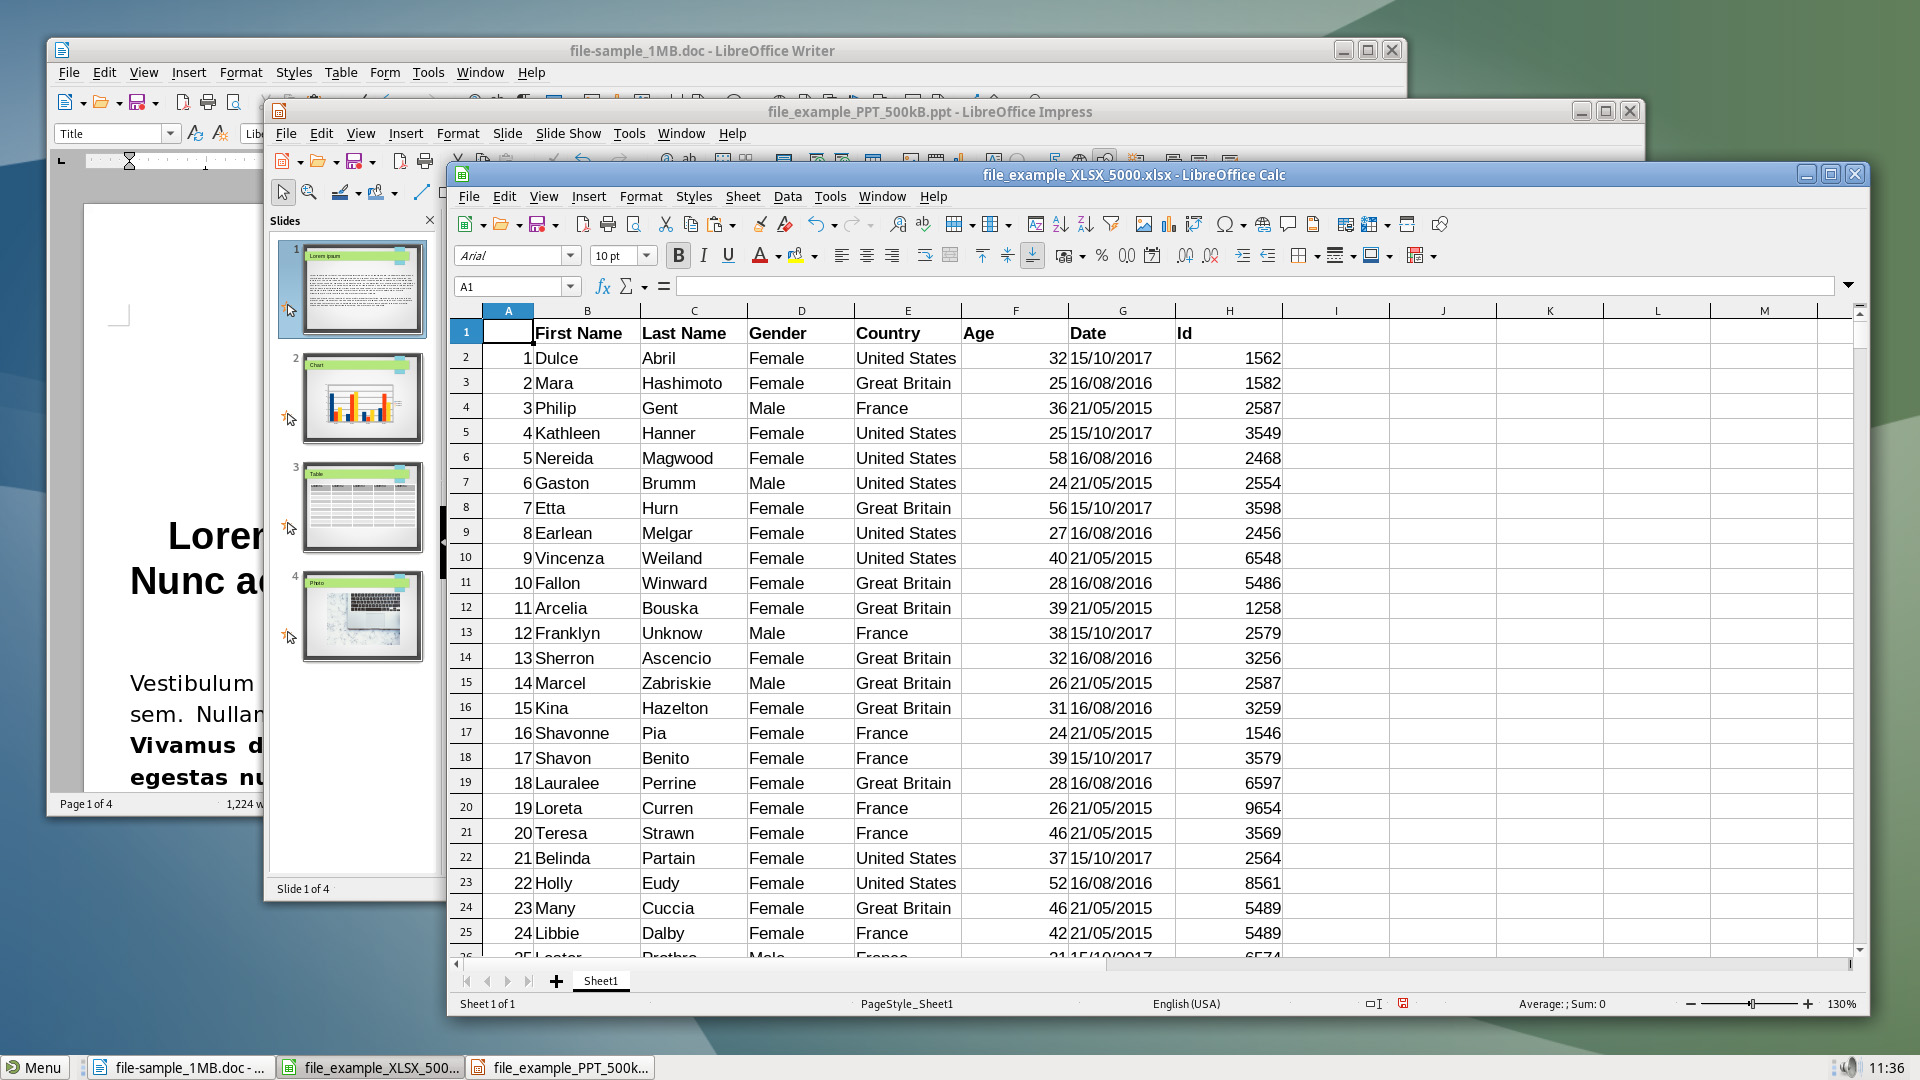 file-sample_1MB.doc - LibreOffice Writer
File Edit View Insert Format Styles Table Form Tools Window Help
Title
Page 1 of 4
Vestibulum
sem. Nullan
Vivamus
file_example_PPT_500kB.ppt - LibreOffice Impress
File Edit View Insert Format Slide Slide Show Tools Window Help
Slides
1
Lorem ipsum
2
Chart
3
Table
4
Photo
Slide 1 of 4
file_example_XLSX_5000.xlsx - LibreOffice Calc
File Edit View Insert Format Styles Sheet Data Tools Window Help
Arial 10 pt
A1
A B C D E F G H I J K L M
1 First Name Last Name Gender Country Age Date Id
2 1 Dulce Abril Female United States 32 15/10/2017 1562
3 2 Mara Hashimoto Female Great Britain 25 16/08/2016 1582
4 3 Philip Gent Male France 36 21/05/2015 2587
5 4 Kathleen Hanner Female United States 25 15/10/2017 3549
6 5 Nereida Magwood Female United States 58 16/08/2016 2468
7 6 Gaston Brumm Male United States 24 21/05/2015 2554
8 7 Etta Hurn Female Great Britain 56 15/10/2017 3598
9 8 Earlean Melgar Female United States 27 16/08/2016 2456
10 9 Vincenza Weiland Female United States 40 21/05/2015 6548
11 10 Fallon Winward Female Great Britain 28 16/08/2016 5486
12 11 Arcelia Bouska Female Great Britain 39 21/05/2015 1258
13 12 Franklyn Unknow Male France 38 15/10/2017 2579
14 13 Sherron Ascencio Female Great Britain 32 16/08/2016 3256
15 14 Marcel Zabriskie Male Great Britain 26 21/05/2015 2587
16 15 Kina Hazelton Female Great Britain 31 16/08/2016 3259
17 16 Shavonne Pia Female France 24 21/05/2015 1546
18 17 Shavon Benito Female France 39 15/10/2017 3579
19 18 Lauralee Perrine Female Great Britain 28 16/08/2016 6597
20 19 Loreta Curren Female France 26 21/05/2015 9654
21 20 Teresa Strawn Female France 46 21/05/2015 3569
22 21 Belinda Partain Female United States 37 15/10/2017 2564
23 22 Holly Eudy Female United States 52 16/08/2016 8561
24 23 Many Cuccia Female Great Britain 46 21/05/2015 5489
25 24 Libbie Dalby Female France 42 21/05/2015 5489
Sheet1
Sheet 1 of 1 PageStyle_Sheet1 English (USA) Average: ; Sum: 0 130%
Menu file-sample_1MB.doc - ... file_example_XLSX_500... file_example_PPT_500k... 11:36